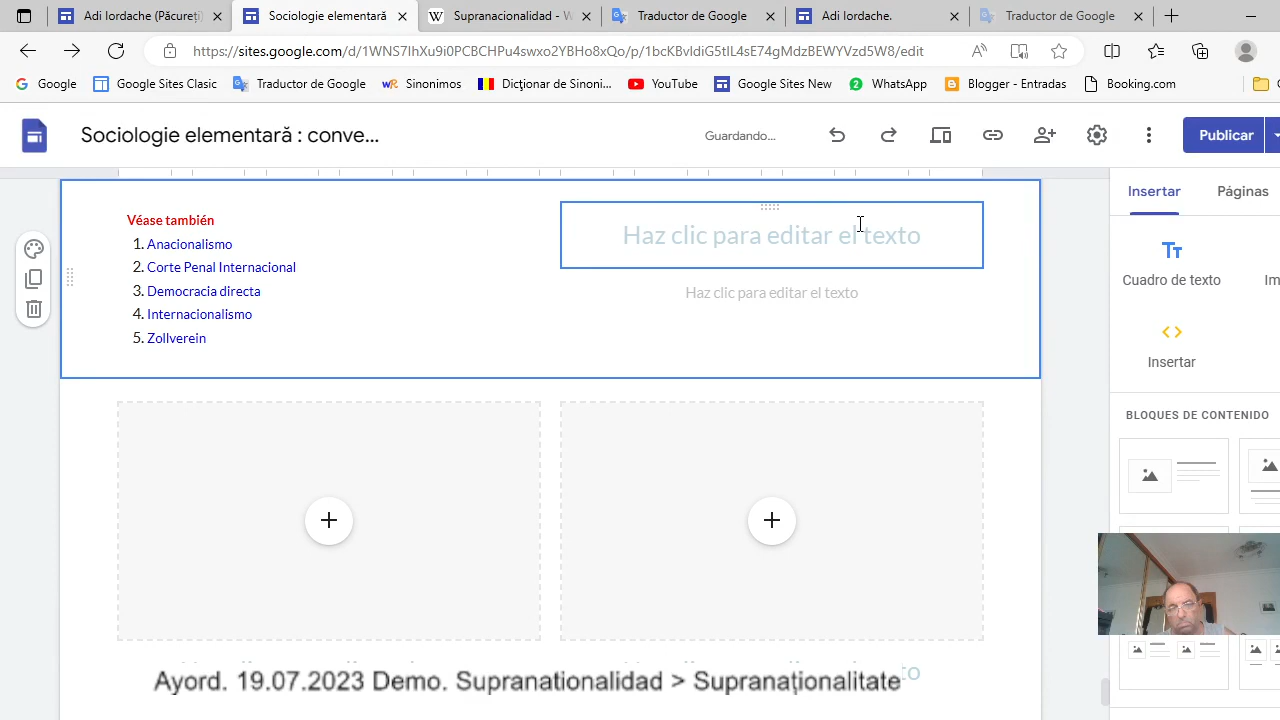 Adi Iordache (Păcureți
Sociologie elementară
Supranacionalidad - W
Traductor de Google
Adi Iordache.
Traductor de Google
https://sites.google.com/d/1WNS7IhXu9i0PCBCHPu4swxo2YBHo8xQo/p/1bcKBvldiG5tIL4sE74gMdzBEWYVzd5W8/edit
Google
Google Sites Clasic
Traductor de Google
Sinonimos
Dicționar de Sinoni...
YouTube
Google Sites New
WhatsApp
Blogger - Entradas
Booking.com
Sociologie elementară : conve...
Guardando...
Publicar
Insertar
Páginas
Véase también
1. Anacionalismo
2. Corte Penal Internacional
3. Democracia directa
4. Internacionalismo
5. Zollverein
Haz clic para editar el texto
Haz clic para editar el texto
Cuadro de texto
Im
Insertar
BLOQUES DE CONTENIDO
Ayord. 19.07.2023 Demo. Supranationalidad > Supranaționalitate